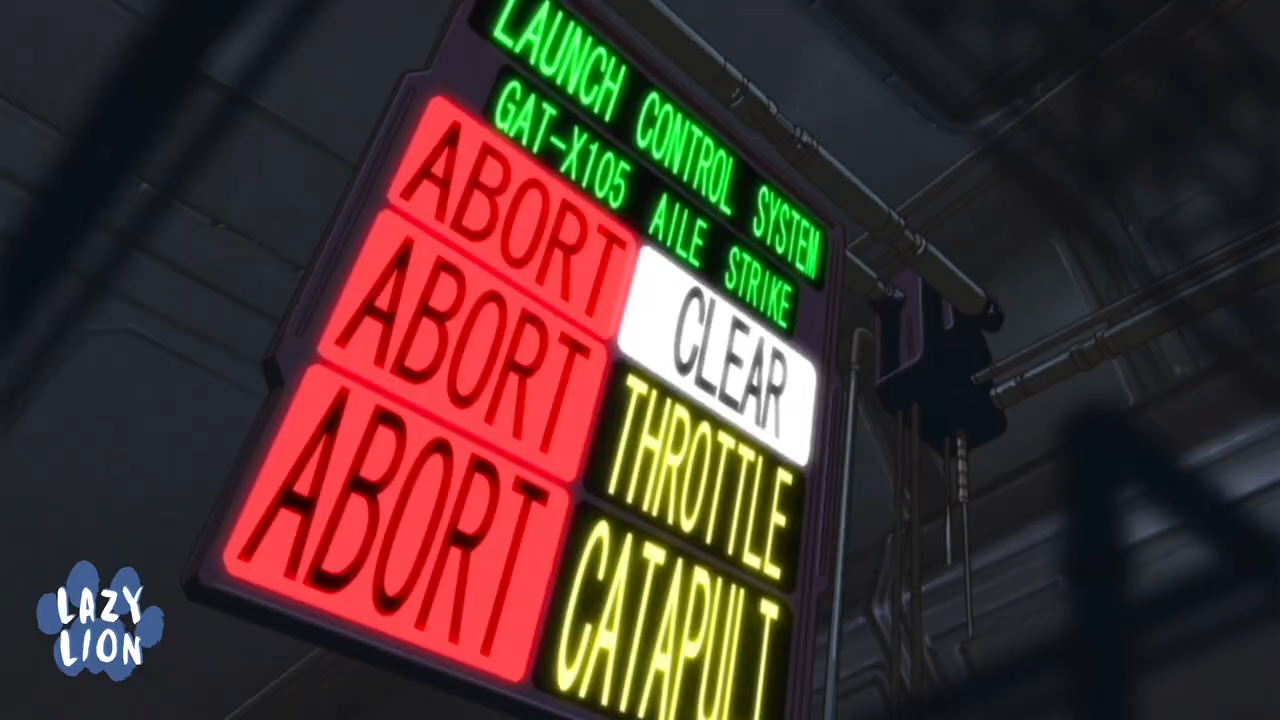 LAUNCH CONTROL SYSTEM
GAT-X105 AILE STRIKE
ABORT CLEAR
ABORT THROTTLE
ABORT CATAPULT
LAZY
LION